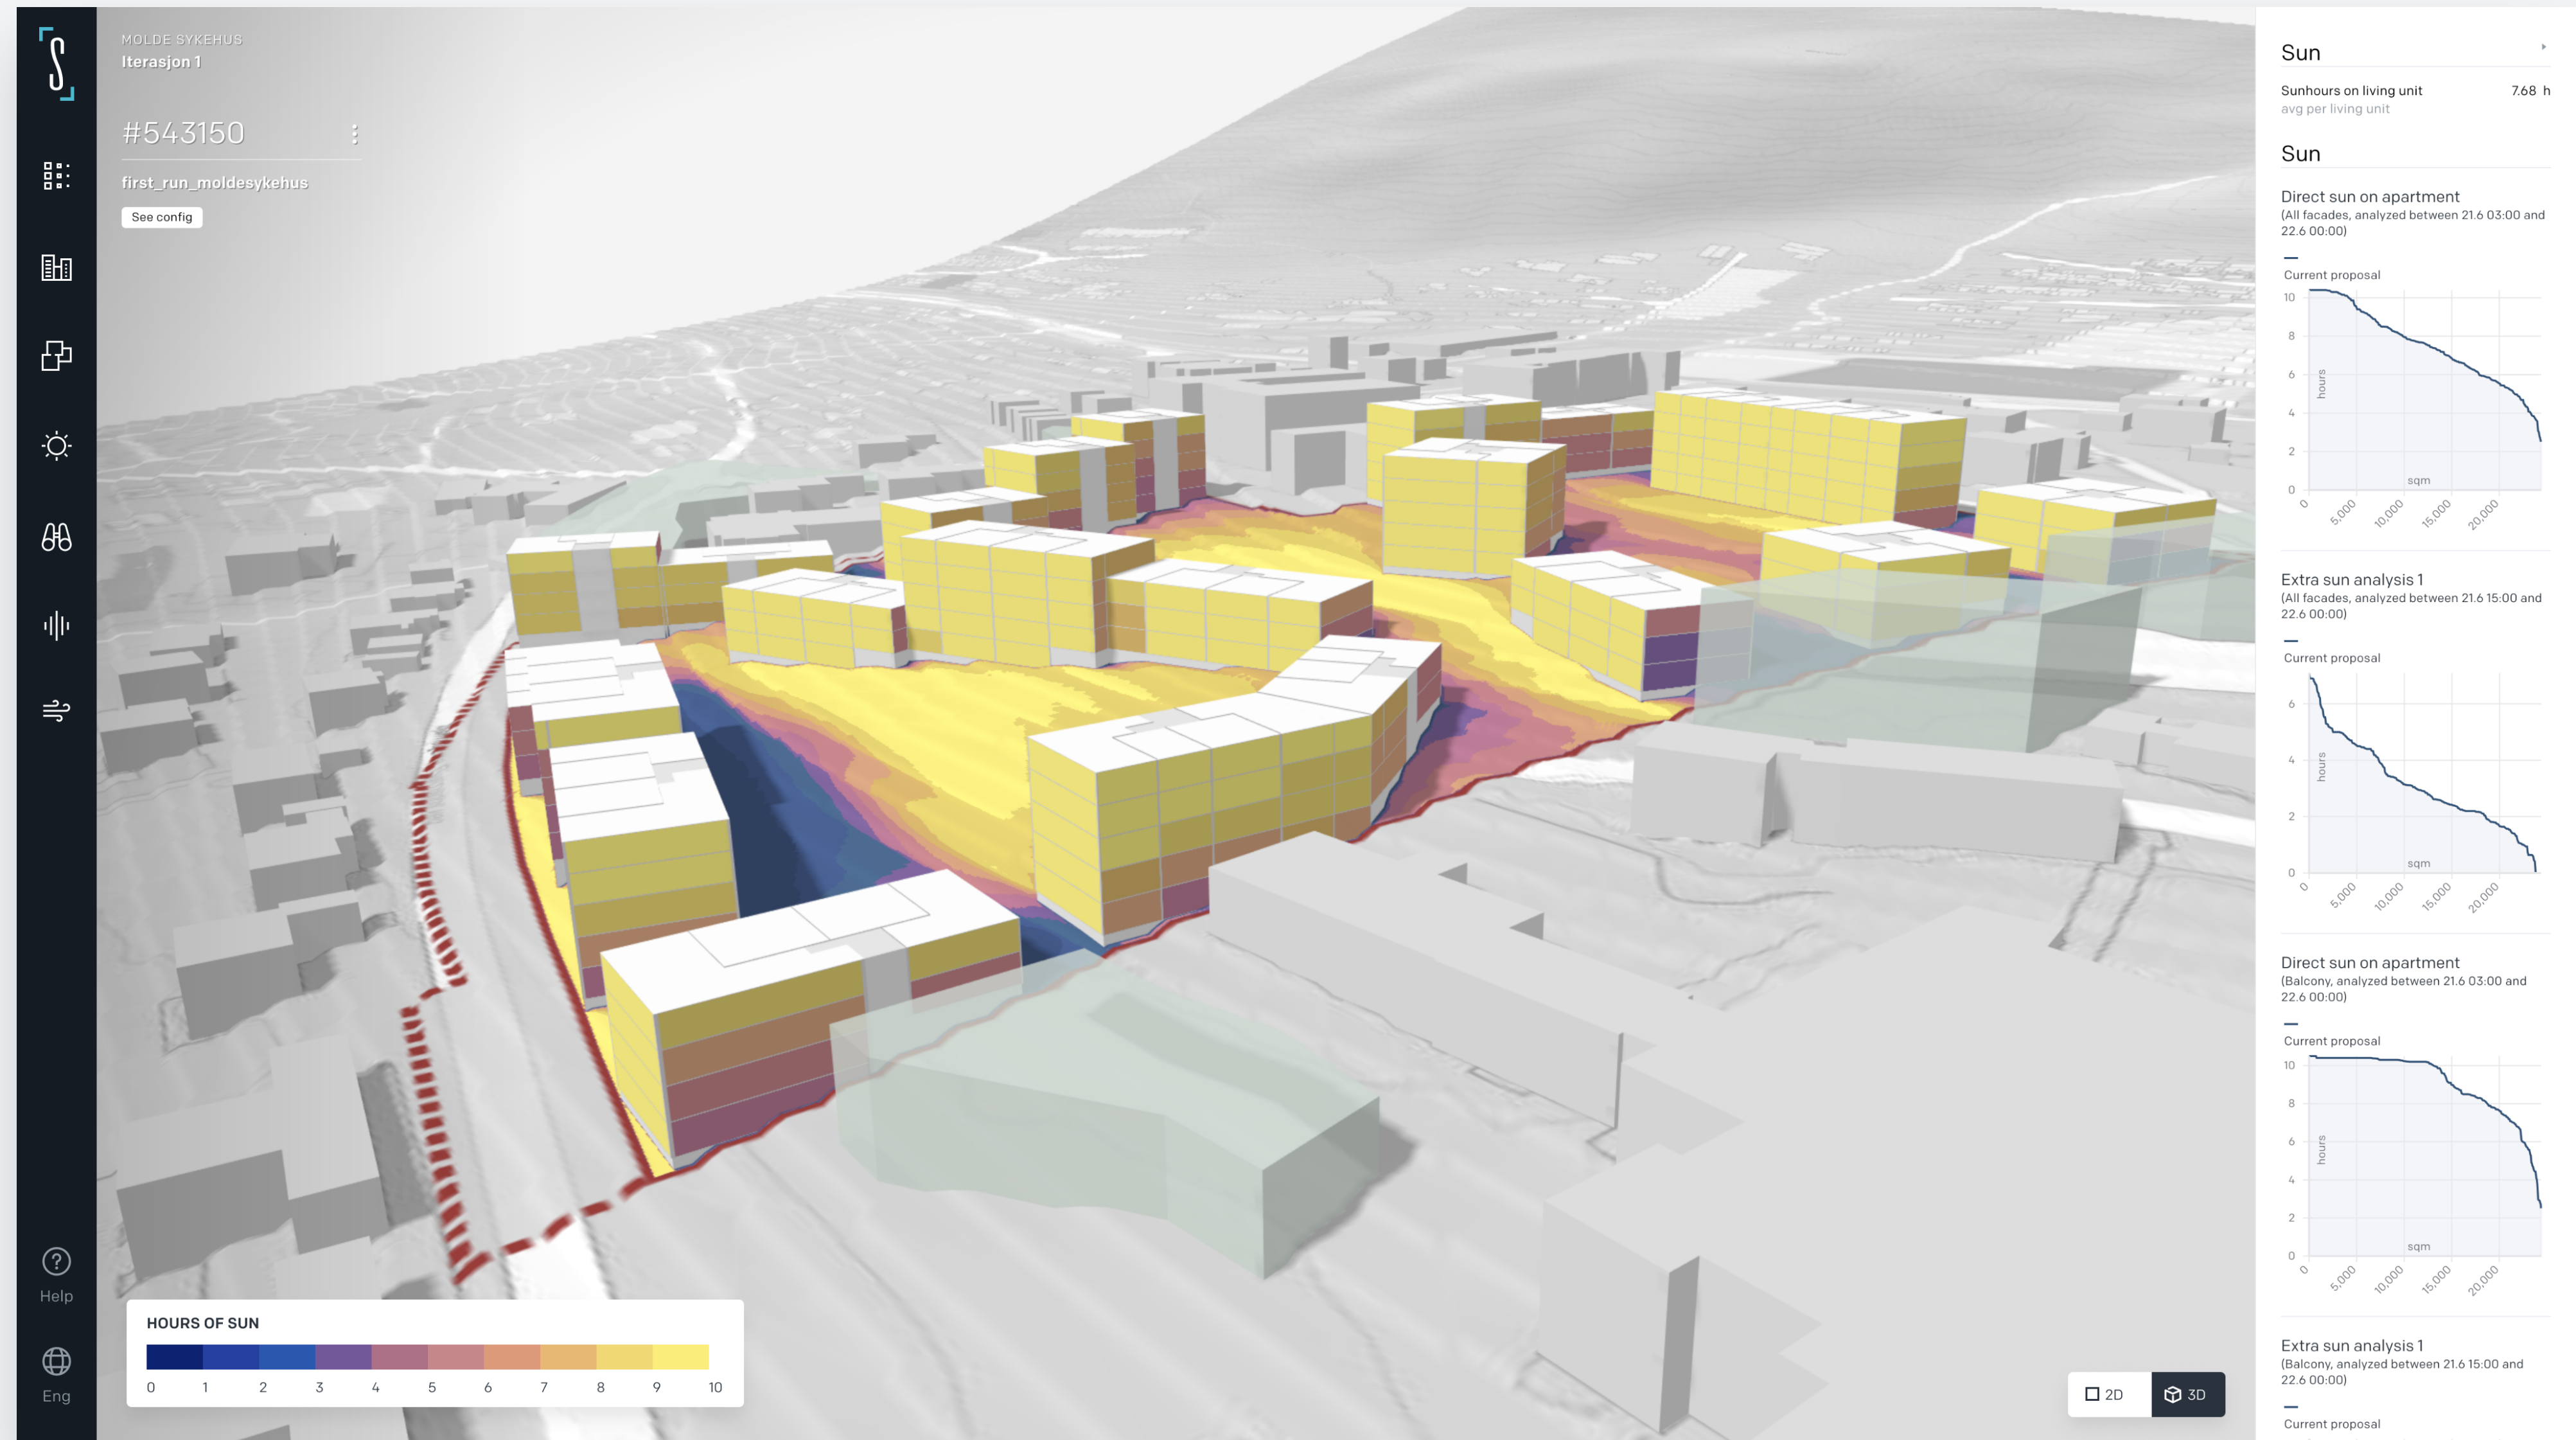 MOLDE SYKEHUS
Iterasjon 1
#543150
first_run_moldesykehus
See config
Help
Eng
HOURS OF SUN
0 1 2 3 4 5 6 7 8 9 10
2D
3D
Sun
Sunhours on living unit 7.68 h
avg per living unit
Sun
Direct sun on apartment
(All facades, analyzed between 21.6 03:00 and
22.6 00:00)
Current proposal
10
8
6
4
2
0
hours
sqm
0 5,000 10,000 15,000 20,000
Extra sun analysis 1
(All facades, analyzed between 21.6 15:00 and
22.6 00:00)
Current proposal
6
4
2
0
hours
sqm
0 5,000 10,000 15,000 20,000
Direct sun on apartment
(Balcony, analyzed between 21.6 03:00 and
22.6 00:00)
Current proposal
10
8
6
4
2
0
hours
sqm
0 5,000 10,000 15,000 20,000
Extra sun analysis 1
(Balcony, analyzed between 21.6 15:00 and
22.6 00:00)
Current proposal